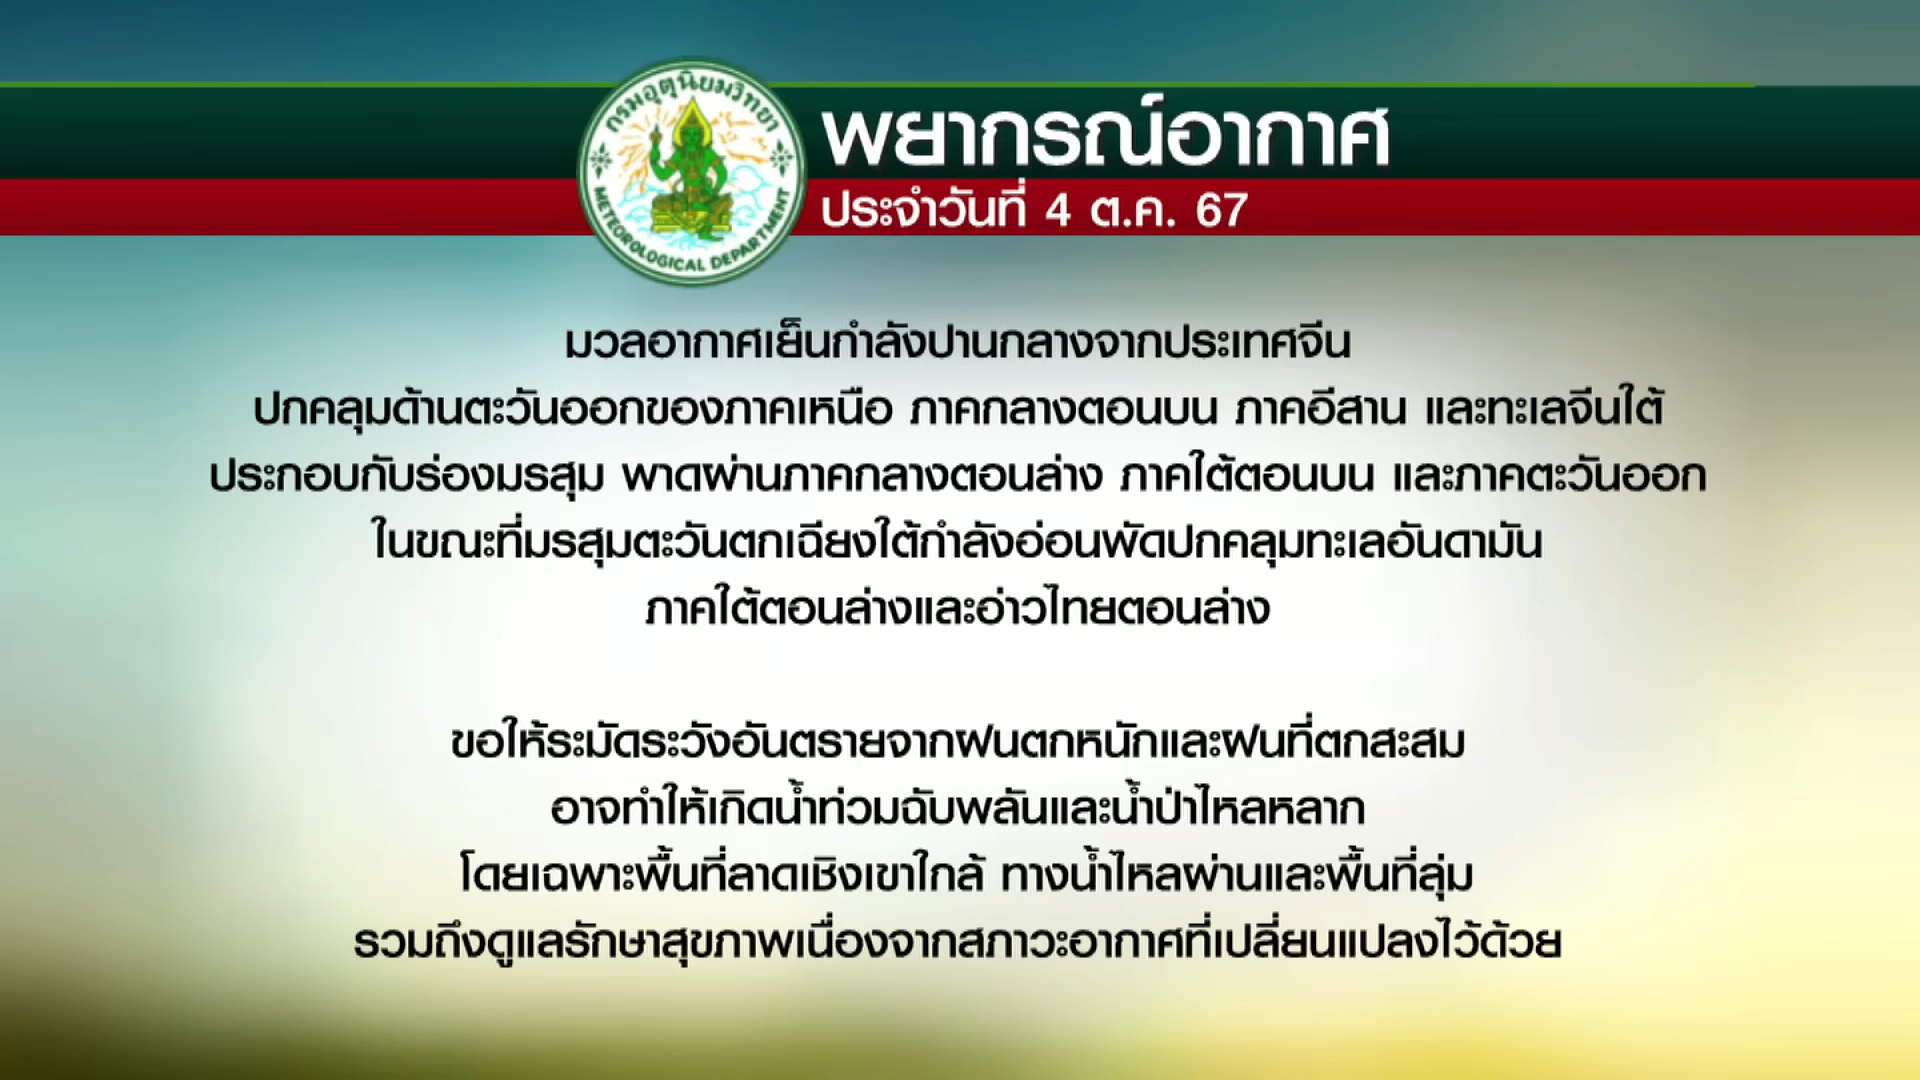 กรมอุตุนิยมวิทยา
METEOROLOGICAL DEPARTMENT
พยากรณ์อากาศ
ประจำวันที่ 4 ต.ค. 67
มวลอากาศเย็นกำลังปานกลางจากประเทศจีน
ปกคลุมด้านตะวันออกของภาคเหนือ ภาคกลางตอนบน ภาคอีสาน และทะเลจีนใต้
ประกอบกับร่องมรสุม พาดผ่านภาคกลางตอนล่าง ภาคใต้ตอนบน และภาคตะวันออก
ในขณะที่มรสุมตะวันตกเฉียงใต้กำลังอ่อนพัดปกคลุมทะเลอันดามัน
ภาคใต้ตอนล่างและอ่าวไทยตอนล่าง
ขอให้ระมัดระวังอันตรายจากฝนตกหนักและฝนที่ตกสะสม
อาจทำให้เกิดน้ำท่วมฉับพลันและน้ำป่าไหลหลาก
โดยเฉพาะพื้นที่ลาดเชิงเขาใกล้ ทางน้ำไหลผ่านและพื้นที่ลุ่ม
รวมถึงดูแลรักษาสุขภาพเนื่องจากสภาวะอากาศที่เปลี่ยนแปลงไว้ด้วย